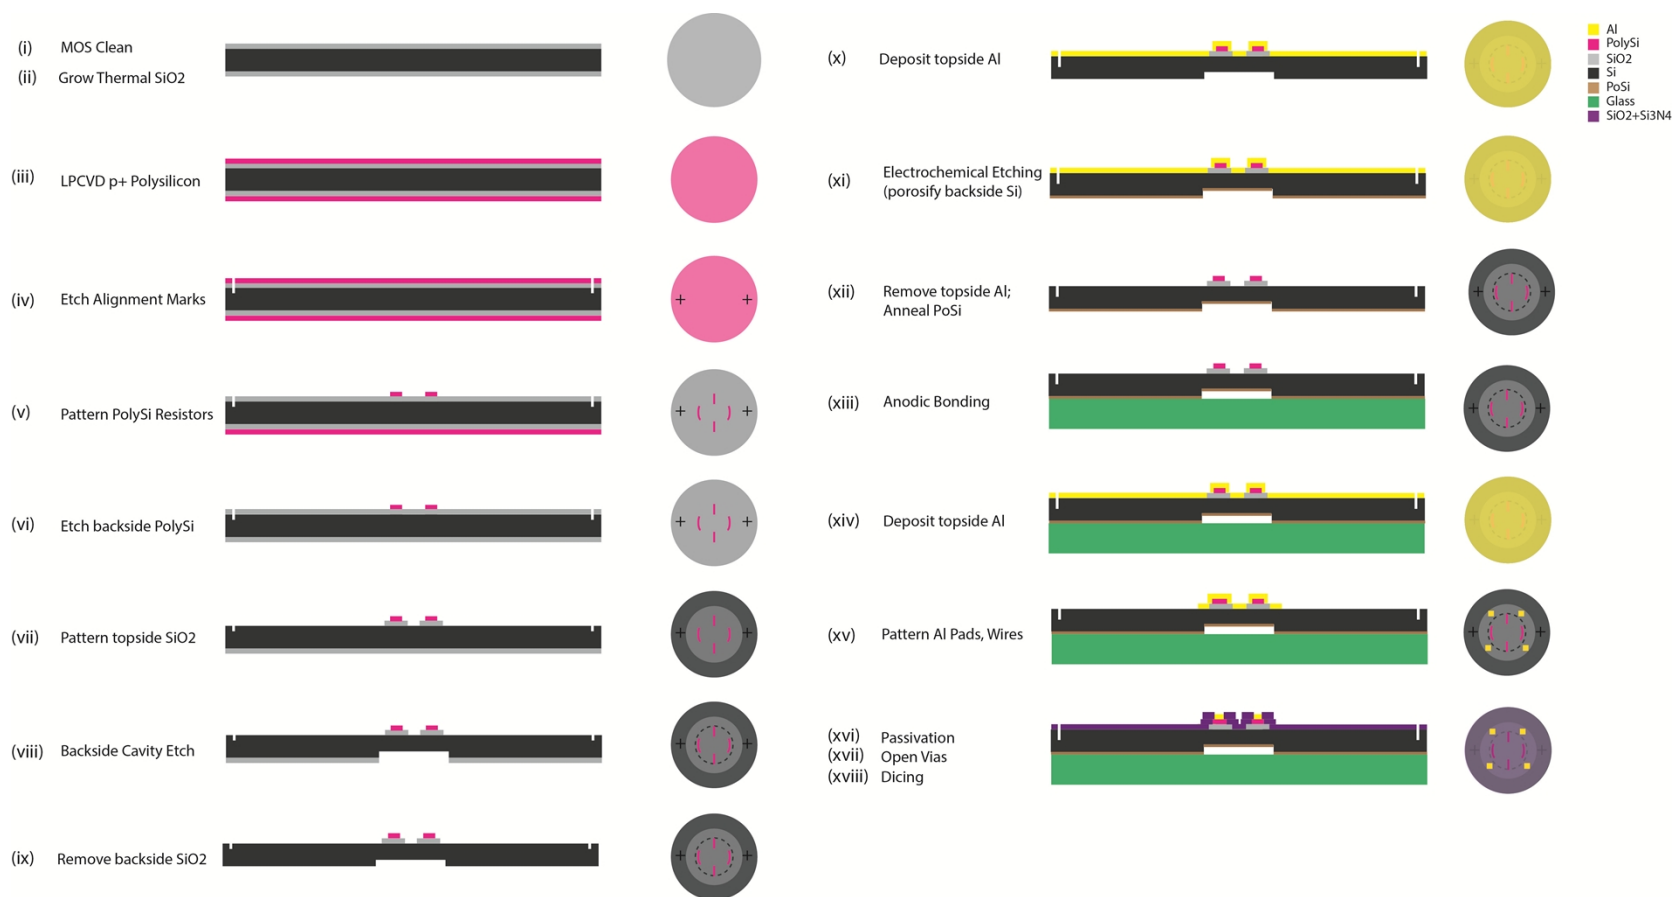 (i) MOS Clean
(ii) Grow Thermal SiO2
(iii) LPCVD p+ Polysilicon
(iv) Etch Alignment Marks
(v) Pattern PolySi Resistors
(vi) Etch backside PolySi
(vii) Pattern topside SiO2
(viii) Backside Cavity Etch
(ix) Remove backside SiO2
(x) Deposit topside Al
(xi) Electrochemical Etching
(porosify backside Si)
(xii) Remove topside Al;
Anneal PoSi
(xiii) Anodic Bonding
(xiv) Deposit topside Al
(xv) Pattern Al Pads, Wires
(xvi) Passivation
(xvii) Open Vias
(xviii) Dicing
Al
PolySi
SiO2
Si
PoSi
Glass
SiO2+Si3N4